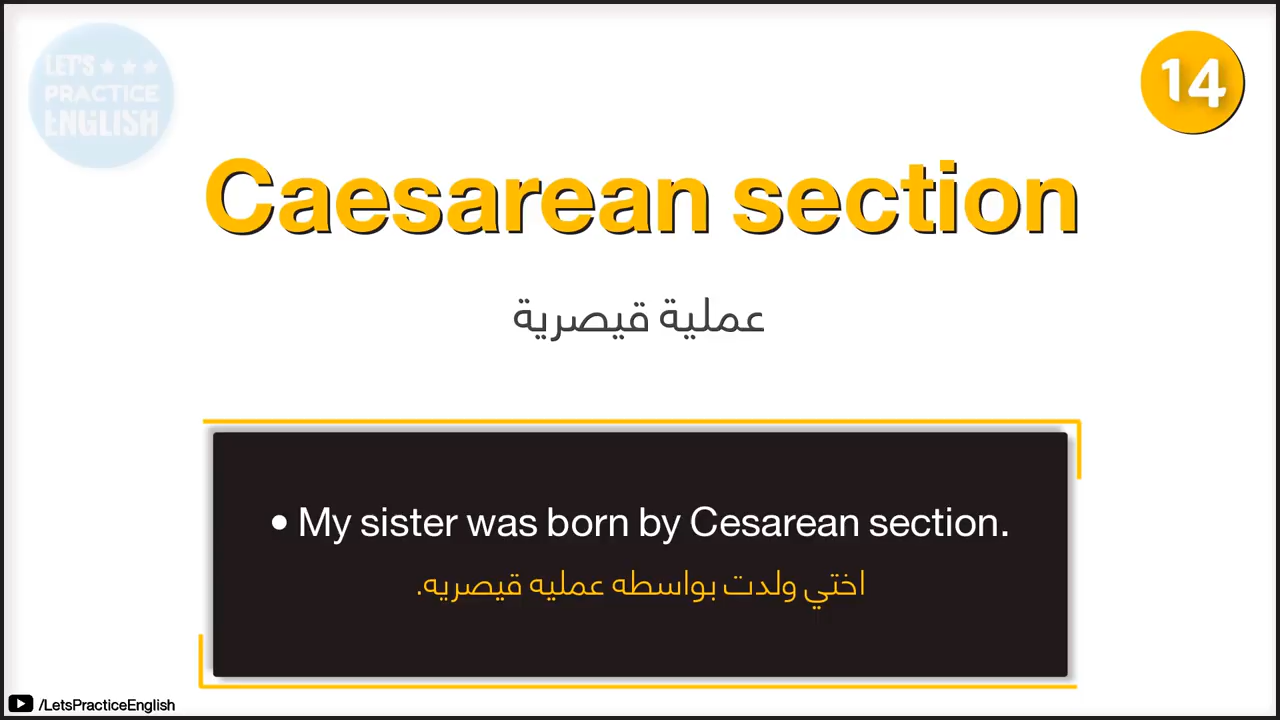 LET'S
PRACTICE
ENGLISH
14
Caesarean section
عملية قيصرية
• My sister was born by Cesarean section.
اختي ولدت بواسطه عمليه قيصريه.
/LetsPracticeEnglish